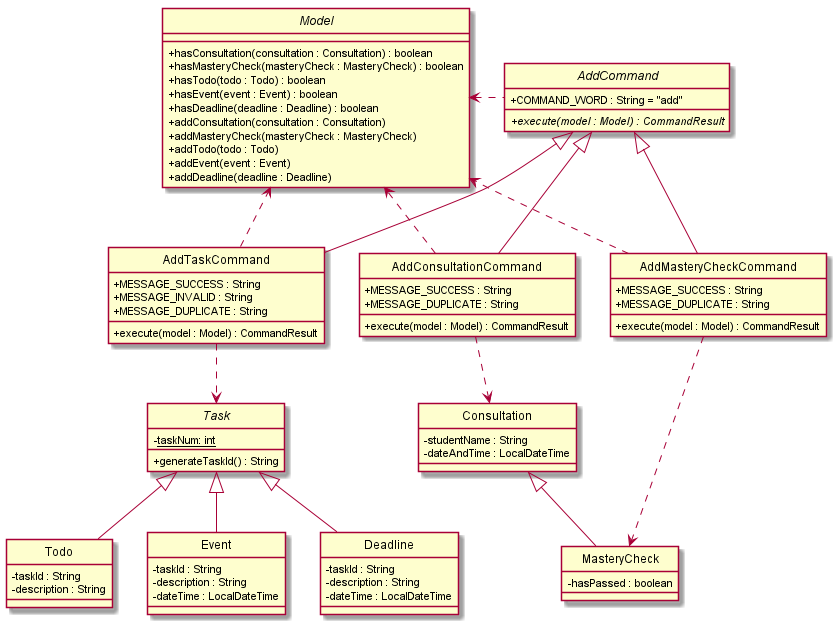 Model
+hasConsultation(consultation : Consultation) : boolean
+hasMasteryCheck(masteryCheck : MasteryCheck) : boolean
+hasTodo(todo : Todo) : boolean
+hasEvent(event : Event) : boolean
+hasDeadline(deadline : Deadline) : boolean
+addConsultation(consultation : Consultation)
+addMasteryCheck(masteryCheck : MasteryCheck)
+addTodo(todo : Todo)
+addEvent(event : Event)
+addDeadline(deadline : Deadline)
AddCommand
+COMMAND_WORD : String = "add"
+execute(model : Model) : CommandResult
AddTaskCommand
+MESSAGE_SUCCESS : String
+MESSAGE_INVALID : String
+MESSAGE_DUPLICATE : String
+execute(model : Model) : CommandResult
AddConsultationCommand
+MESSAGE_SUCCESS : String
+MESSAGE_DUPLICATE : String
+execute(model : Model) : CommandResult
AddMasteryCheckCommand
+MESSAGE_SUCCESS : String
+MESSAGE_DUPLICATE : String
+execute(model : Model) : CommandResult
Task
-taskNum: int
+generateTaskId() : String
Consultation
-studentName : String
-dateAndTime : LocalDateTime
Todo
-taskId : String
-description : String
Event
-taskId : String
-description : String
-dateTime : LocalDateTime
Deadline
-taskId : String
-description : String
-dateTime : LocalDateTime
MasteryCheck
-hasPassed : boolean